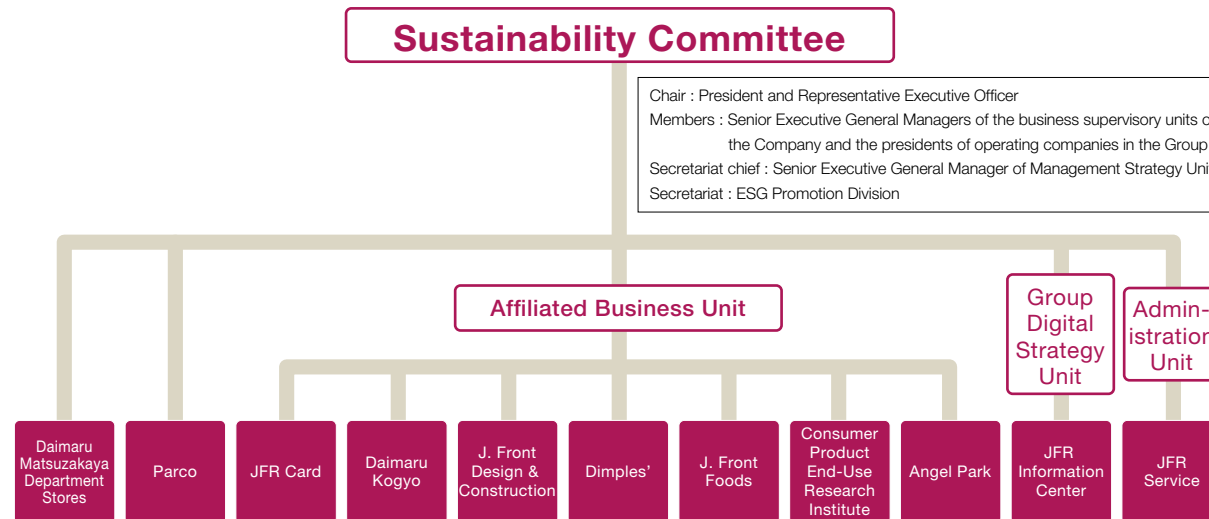 Sustainability Committee
Chair : President and Representative Executive Officer
Members : Senior Executive General Managers of the business supervisory units
the Company and the presidents of operating companies in the Group
Secretariat chief : Senior Executive General Manager of Management Strategy
Secretariat : ESG Promotion Division
Affiliated Business Unit
Group
Digital
Strategy
Unit
Admin-
istration
Unit
Daimaru
Matsuzakaya
Department
Stores
Parco
JFR Card
Daimaru
Kogyo
J. Front
Design &
Construction
Dimples’
J. Front
Foods
Consumer
Product
End-Use
Research
Institute
Angel Park
JFR
Information
Center
JFR
Service